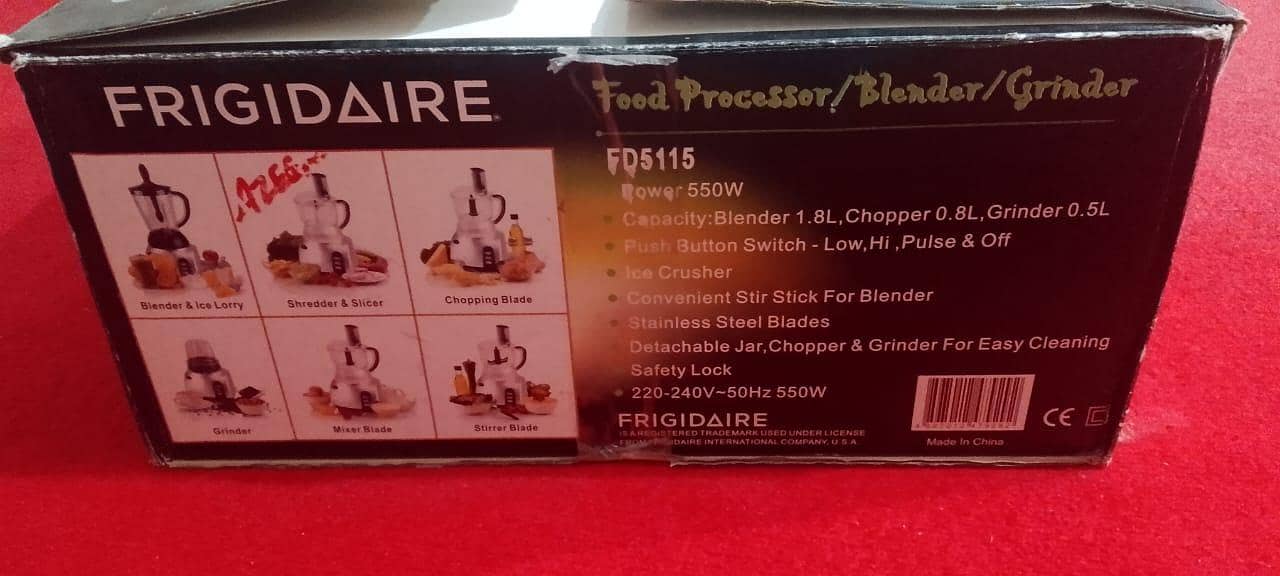 FRIGIDAIRE
Food Processor/Blender/Grinder
FD5115
Power 550W
Capacity:Blender 1.8L,Chopper 0.8L,Grinder 0.5L
Push Button Switch - Low,Hi ,Pulse & Off
Ice Crusher
Convenient Stir Stick For Blender
Stainless Steel Blades
Detachable Jar,Chopper & Grinder For Easy Cleaning
Safety Lock
220-240V~50Hz 550W
FRIGIDAIRE
IS A REGISTERED TRADEMARK USED UNDER LICENSE
FROM FRIGIDAIRE INTERNATIONAL COMPANY, U S A
Made In China
CE
Blender & Ice Lorry
Shredder & Slicer
Chopping Blade
Grinder
Mixer Blade
Stirrer Blade